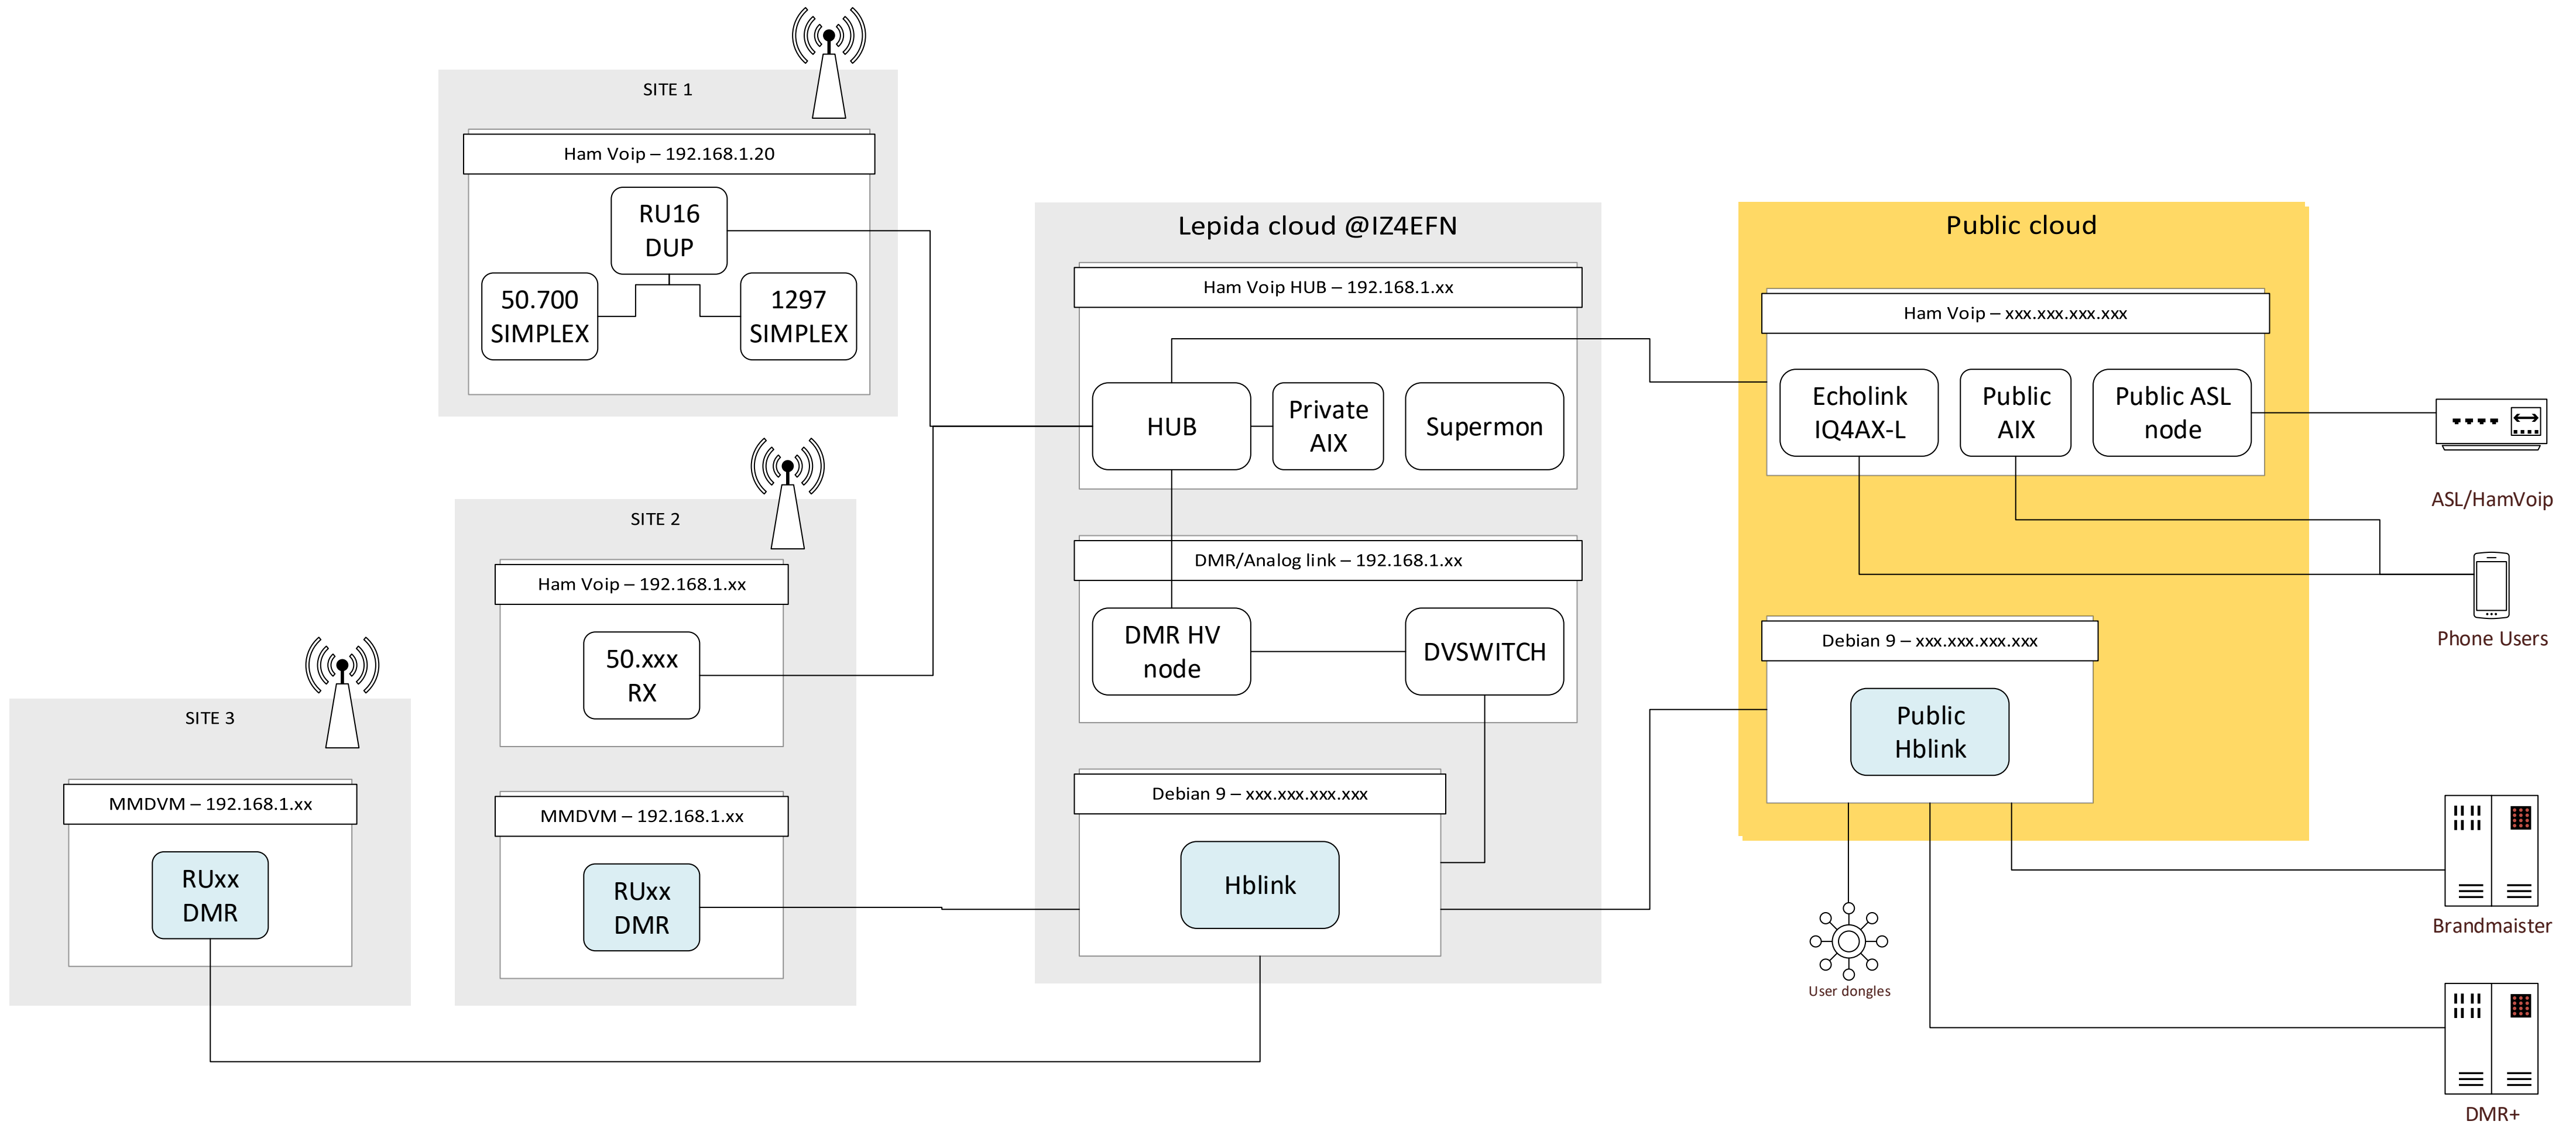 SITE 1
Ham Voip – 192.168.1.20
RU16
DUP
50.700
SIMPLEX
1297
SIMPLEX
SITE 2
Ham Voip – 192.168.1.xx
50.xxx
RX
MMDVM – 192.168.1.xx
RUxx
DMR
SITE 3
MMDVM – 192.168.1.xx
RUxx
DMR
Lepida cloud @IZ4EFN
Ham Voip HUB – 192.168.1.xx
HUB
Private
AIX
Supermon
DMR/Analog link – 192.168.1.xx
DMR HV
node
DVSWITCH
Debian 9 – xxx.xxx.xxx.xxx
Hblink
Public cloud
Ham Voip – xxx.xxx.xxx.xxx
Echolink
IQ4AX-L
Public
AIX
Public ASL
node
Debian 9 – xxx.xxx.xxx.xxx
Public
Hblink
User dongles
ASL/HamVoip
Phone Users
Brandmaister
DMR+